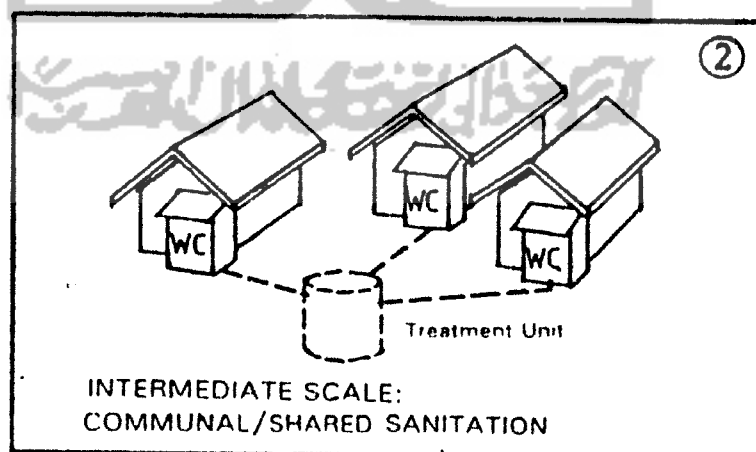 ②
WC
WC
WC
Treatment Unit
INTERMEDIATE SCALE:
COMMUNAL/SHARED SANITATION